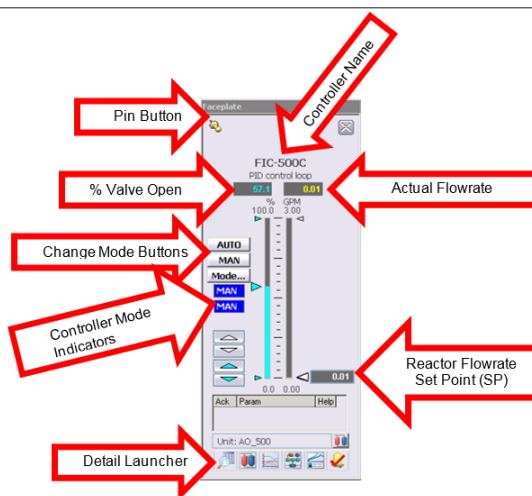 Faceplate
Controller Name
Pin Button
FIC-500C
PID control loop
% Valve Open
57.1
0.01
Actual Flowrate
% GPM
100.0 3.00
AUTO
Change Mode Buttons
MAN
Mode...
MAN
MAN
Controller Mode
Indicators
0.01
Reactor Flowrate
Set Point (SP)
0.0 0.00
Ack Param Help
Unit: AO_500
Detail Launcher